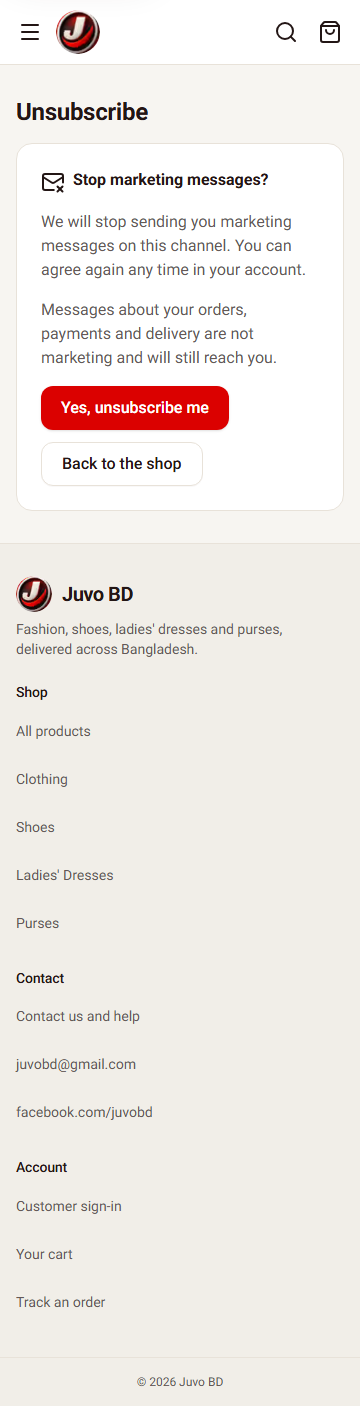 J
Unsubscribe
Stop marketing messages?
We will stop sending you marketing
messages on this channel. You can
agree again any time in your account.
Messages about your orders,
payments and delivery are not
marketing and will still reach you.
Yes, unsubscribe me
Back to the shop
J
Juvo BD
Fashion, shoes, ladies' dresses and purses,
delivered across Bangladesh.
Shop
All products
Clothing
Shoes
Ladies' Dresses
Purses
Contact
Contact us and help
juvobd@gmail.com
facebook.com/juvobd
Account
Customer sign-in
Your cart
Track an order
© 2026 Juvo BD